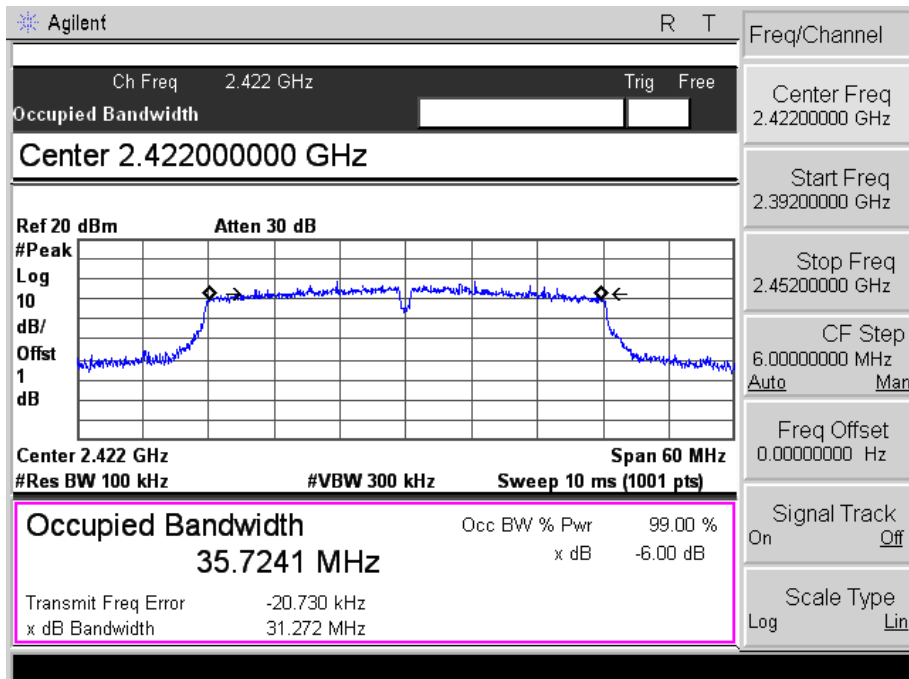 Agilent R T
Freq/Channel
Ch Freq 2.422 GHz Trig Free
Occupied Bandwidth
Center 2.422000000 GHz
Ref 20 dBm Atten 30 dB
#Peak
Log
10
dB/
Offst
1
dB
Center 2.422 GHz Span 60 MHz
#Res BW 100 kHz #VBW 300 kHz Sweep 10 ms (1001 pts)
Occupied Bandwidth Occ BW % Pwr 99.00 %
35.7241 MHz x dB -6.00 dB
Transmit Freq Error -20.730 kHz
x dB Bandwidth 31.272 MHz
Center Freq
2.42200000 GHz
Start Freq
2.39200000 GHz
Stop Freq
2.45200000 GHz
CF Step
6.00000000 MHz
Auto Man
Freq Offset
0.00000000 Hz
Signal Track
On Off
Scale Type
Log Lin